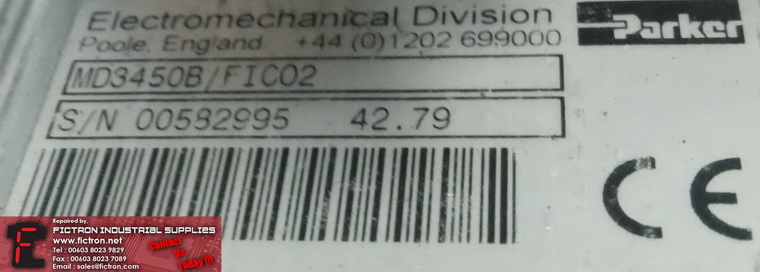 Electromechanical Division
Poole, England +44 (0)1202 699000
Parker
MD3450B/FIC02
S/N 00582995 42.79
CE
Repaired by,
FICTRON INDUSTRIAL SUPPLIES
www.fictron.net
Tel : 00603 8023 9829
Fax : 00603 8023 7089
Email : sales@fictron.com
Contact
Us
Today !!!